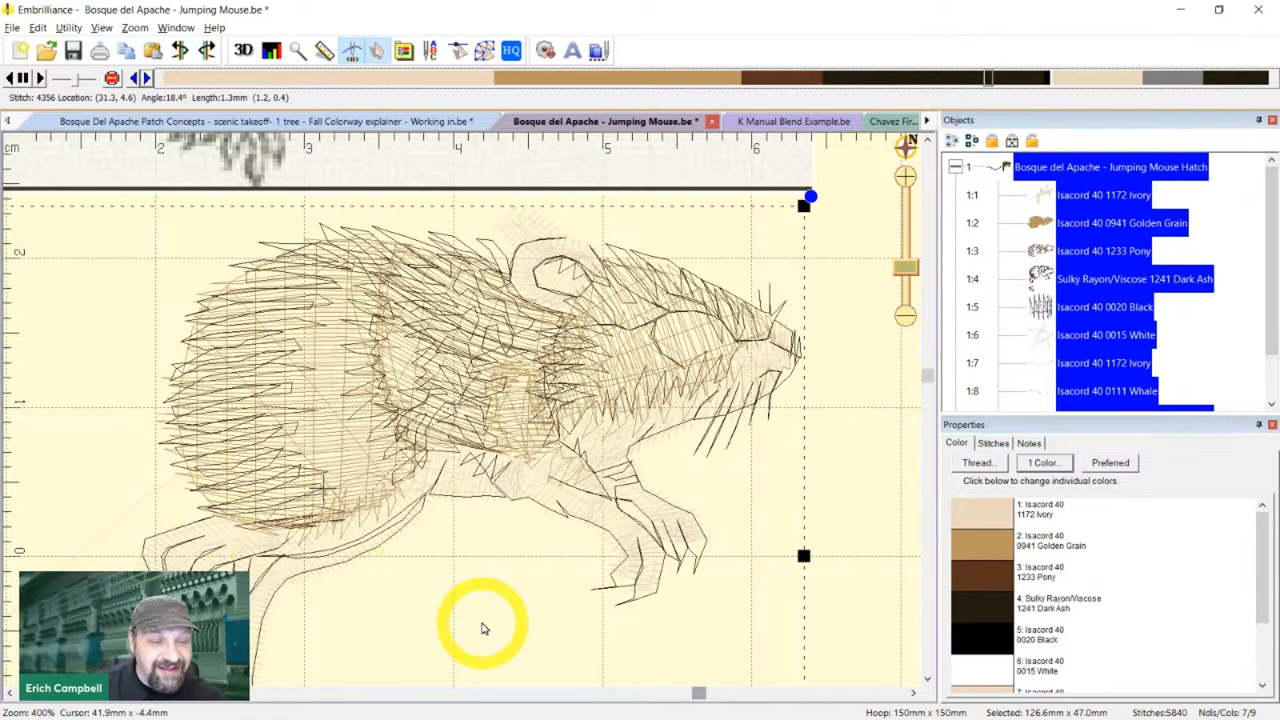 Embrilliance - Bosque del Apache - Jumping Mouse.be *
File Edit Utility View Zoom Window Help
3D HQ
Stitch: 4356 Location: (31.3, 4.6) Angle:18.4° Length:1.3mm (1.2, 0.4)
Bosque Del Apache Patch Concepts - scenic takeoff- 1 tree - Fall Colorway explainer - Working in.be *
Bosque del Apache - Jumping Mouse.be *
K Manual Blend Example.be
Chavez Fir...
Objects
cm 2 3 4 5 6
N
1 Bosque del Apache - Jumping Mouse Hatch
1:1 Isacord 40 1172 Ivory
1:2 Isacord 40 0941 Golden Grain
1:3 Isacord 40 1233 Pony
1:4 Sulky Rayon/Viscose 1241 Dark Ash
1:5 Isacord 40 0020 Black
1:6 Isacord 40 0015 White
1:7 Isacord 40 1172 Ivory
1:8 Isacord 40 0111 Whale
2
1
0
Properties
Color Stitches Notes
Thread... 1 Color... Preferred
Click below to change individual colors.
1: Isacord 40
1172 Ivory
2: Isacord 40
0941 Golden Grain
3: Isacord 40
1233 Pony
4: Sulky Rayon/Viscose
1241 Dark Ash
5: Isacord 40
0020 Black
6: Isacord 40
0015 White
Erich Campbell
Zoom: 400% Cursor: 41.9mm x -4.4mm
Hoop: 150mm x 150mm Selected: 126.6mm x 47.0mm Stitches:5840 Ndls/Cols: 7/9